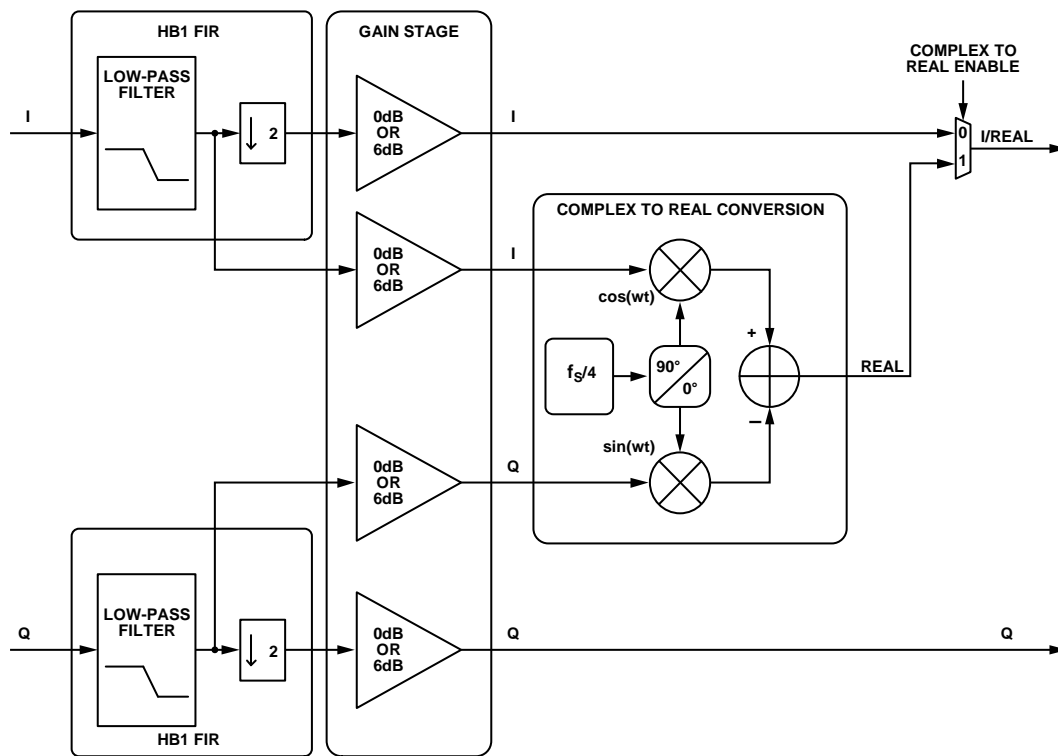 HB1 FIR
GAIN STAGE
LOW-PASS
FILTER
COMPLEX TO
REAL ENABLE
I
2
0dB
OR
6dB
I
0
1
I/REAL
COMPLEX TO REAL CONVERSION
0dB
OR
6dB
I
cos(wt)
+
fS/4
90°
0°
REAL
–
sin(wt)
0dB
OR
6dB
Q
LOW-PASS
FILTER
Q
2
0dB
OR
6dB
Q
Q
HB1 FIR